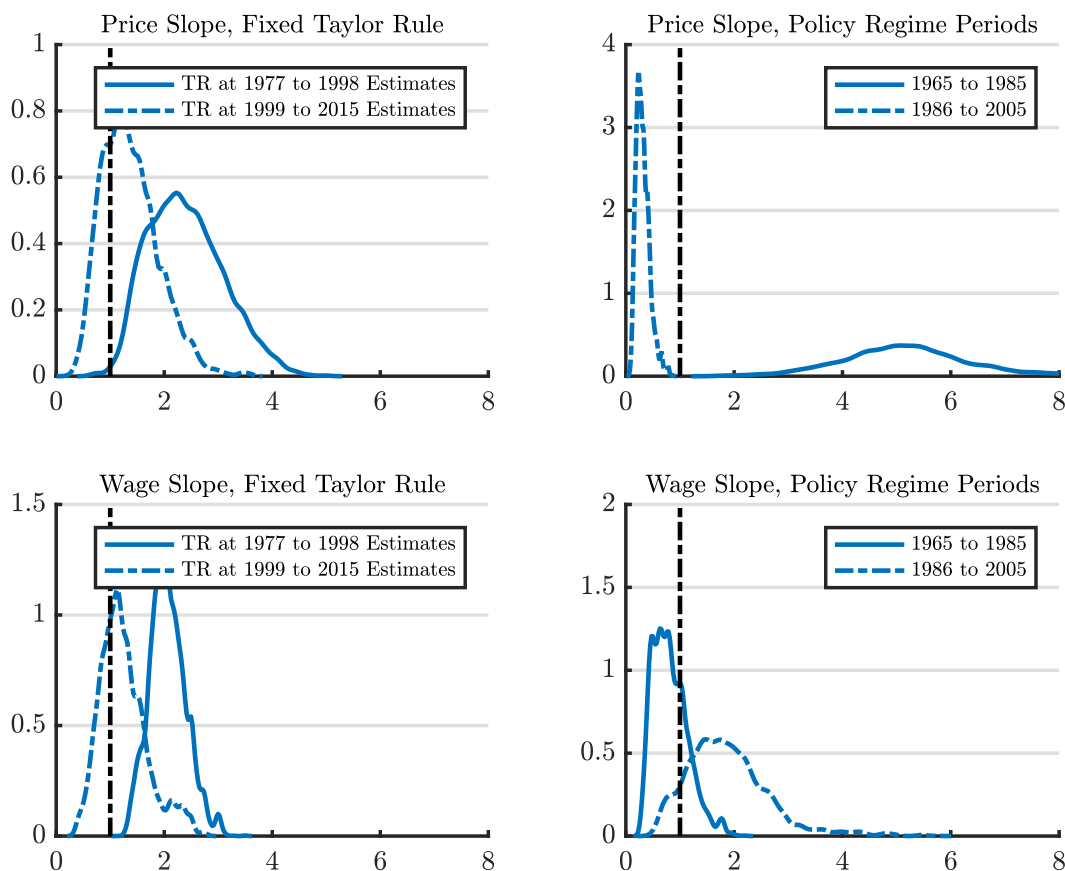 Price Slope, Fixed Taylor Rule
1
0.8
0.6
0.4
0.2
0
0 2 4 6 8
TR at 1977 to 1998 Estimates
TR at 1999 to 2015 Estimates
Price Slope, Policy Regime Periods
4
3
2
1
0
0 2 4 6 8
1965 to 1985
1986 to 2005
Wage Slope, Fixed Taylor Rule
1.5
1
0.5
0
0 2 4 6 8
TR at 1977 to 1998 Estimates
TR at 1999 to 2015 Estimates
Wage Slope, Policy Regime Periods
2
1.5
1
0.5
0
0 2 4 6 8
1965 to 1985
1986 to 2005